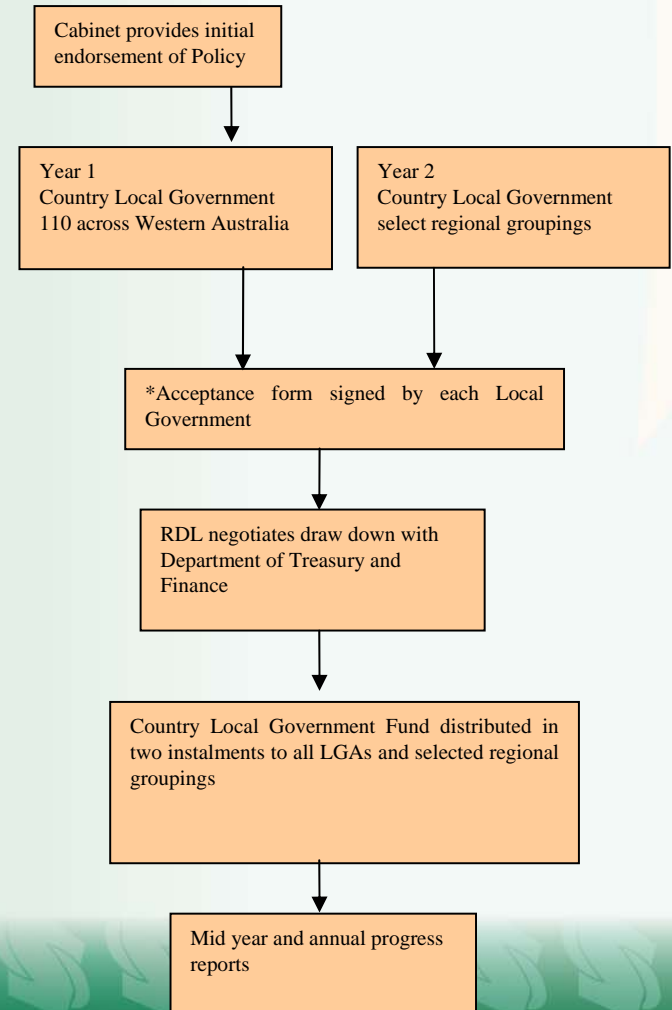 Cabinet provides initial
endorsement of Policy
Year 1
Country Local Government
110 across Western Australia
Year 2
Country Local Government
select regional groupings
*Acceptance form signed by each Local
Government
RDL negotiates draw down with
Department of Treasury and
Finance
Country Local Government Fund distributed in
two instalments to all LGAs and selected regional
groupings
Mid year and annual progress
reports